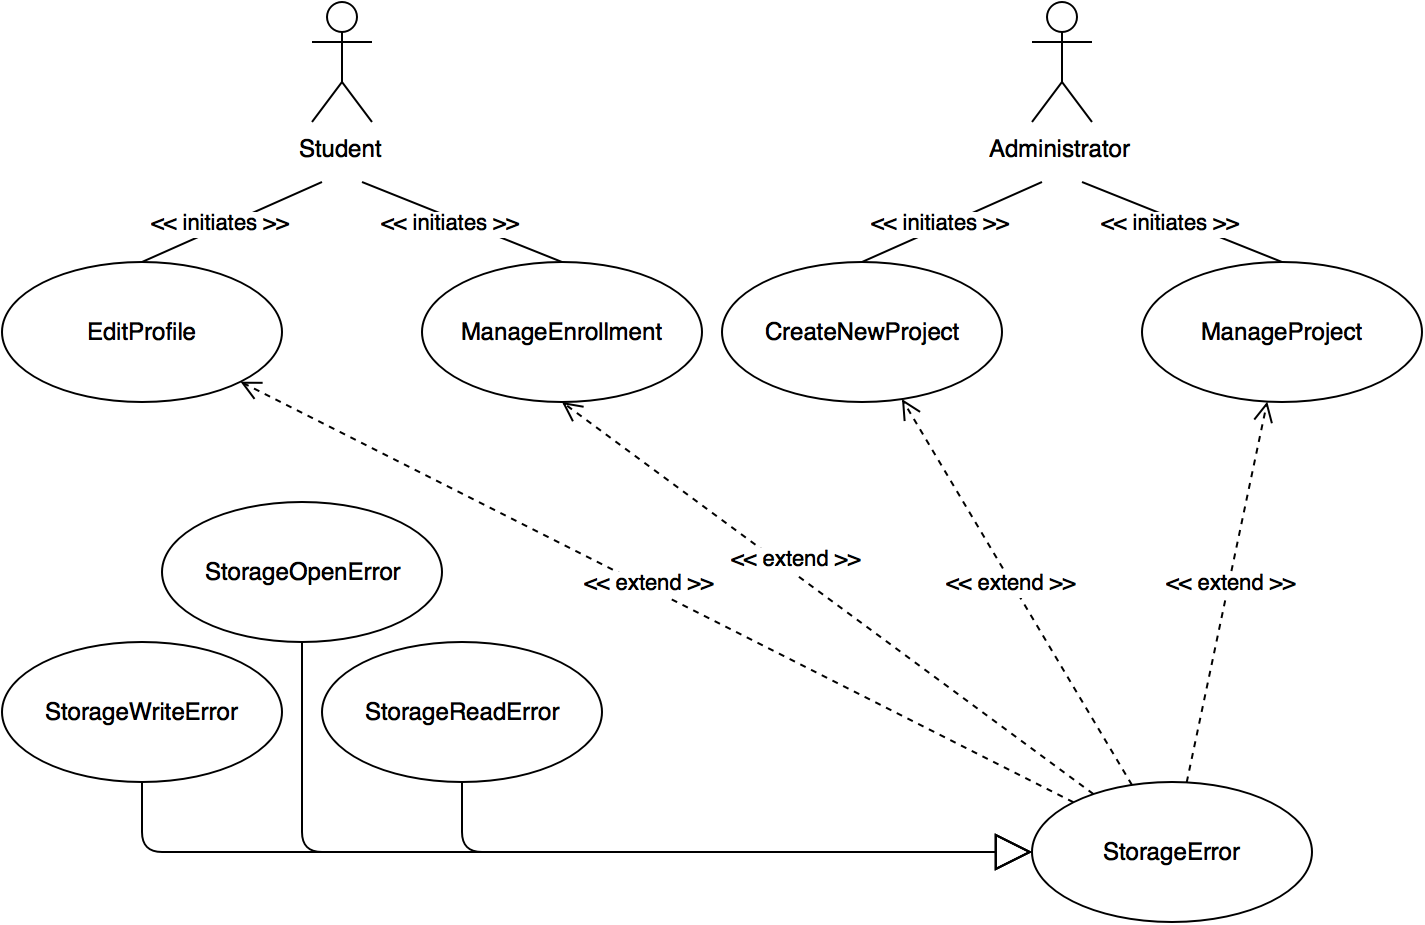 Student
Administrator
<< initiates >>
<< initiates >>
<< initiates >>
<< initiates >>
EditProfile
ManageEnrollment
CreateNewProject
ManageProject
<< extend >>
<< extend >>
<< extend >>
<< extend >>
StorageOpenError
StorageWriteError
StorageReadError
StorageError